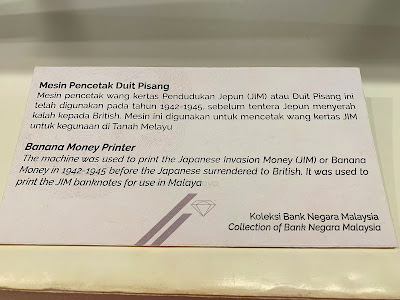 Mesin Pencetak Duit Pisang
Mesin pencetak wang kertas Pendudukan Jepun (JIM) atau Duit Pisang ini
telah digunakan pada tahun 1942-1945, sebelum tentera Jepun menyerah
kalah kepada British. Mesin ini digunakan untuk mencetak wang kertas JIM
untuk kegunaan di Tanah Melayu
Banana Money Printer
The machine was used to print the Japanese Invasion Money (JIM) or Banana
Money in 1942-1945 before the Japanese surrendered to British. It was used to
print the JIM banknotes for use in Malaya
Koleksi Bank Negara Malaysia
Collection of Bank Negara Malaysia